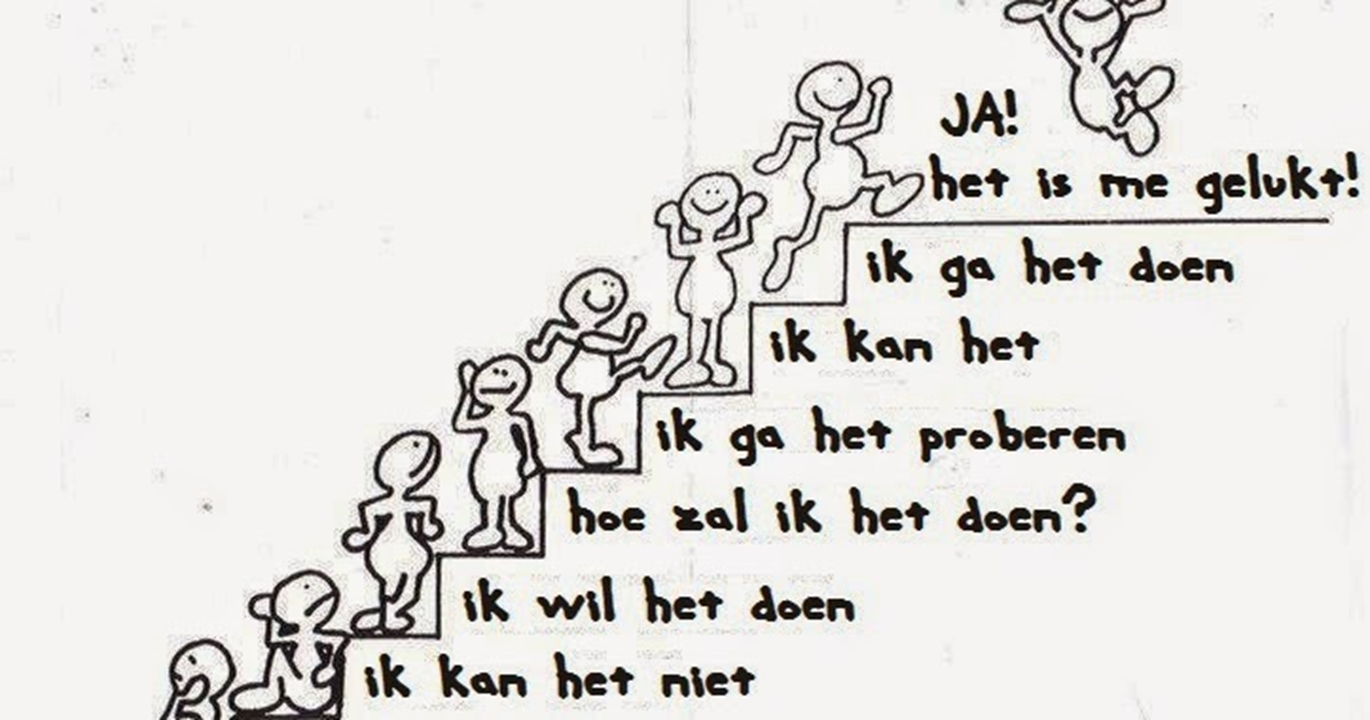 JA!
het is me gelukt!
ik ga het doen
ik kan het
ik ga het proberen
hoe zal ik het doen?
ik wil het doen
ik kan het niet